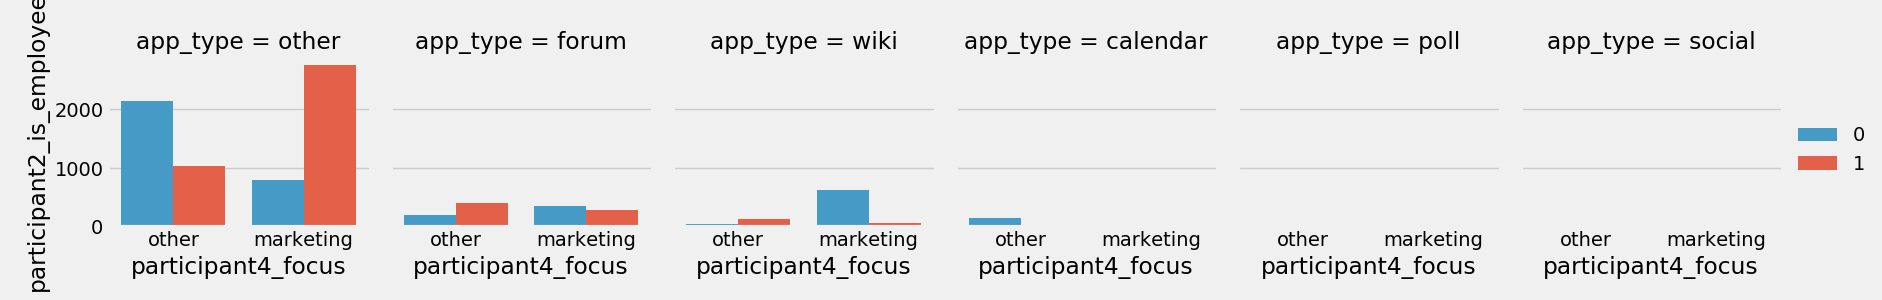 participant2_is_employee
app_type = other
app_type = forum
app_type = wiki
app_type = calendar
app_type = poll
app_type = social
2000
1000
0
0
1
other marketing
other marketing
other marketing
other marketing
other marketing
other marketing
participant4_focus
participant4_focus
participant4_focus
participant4_focus
participant4_focus
participant4_focus